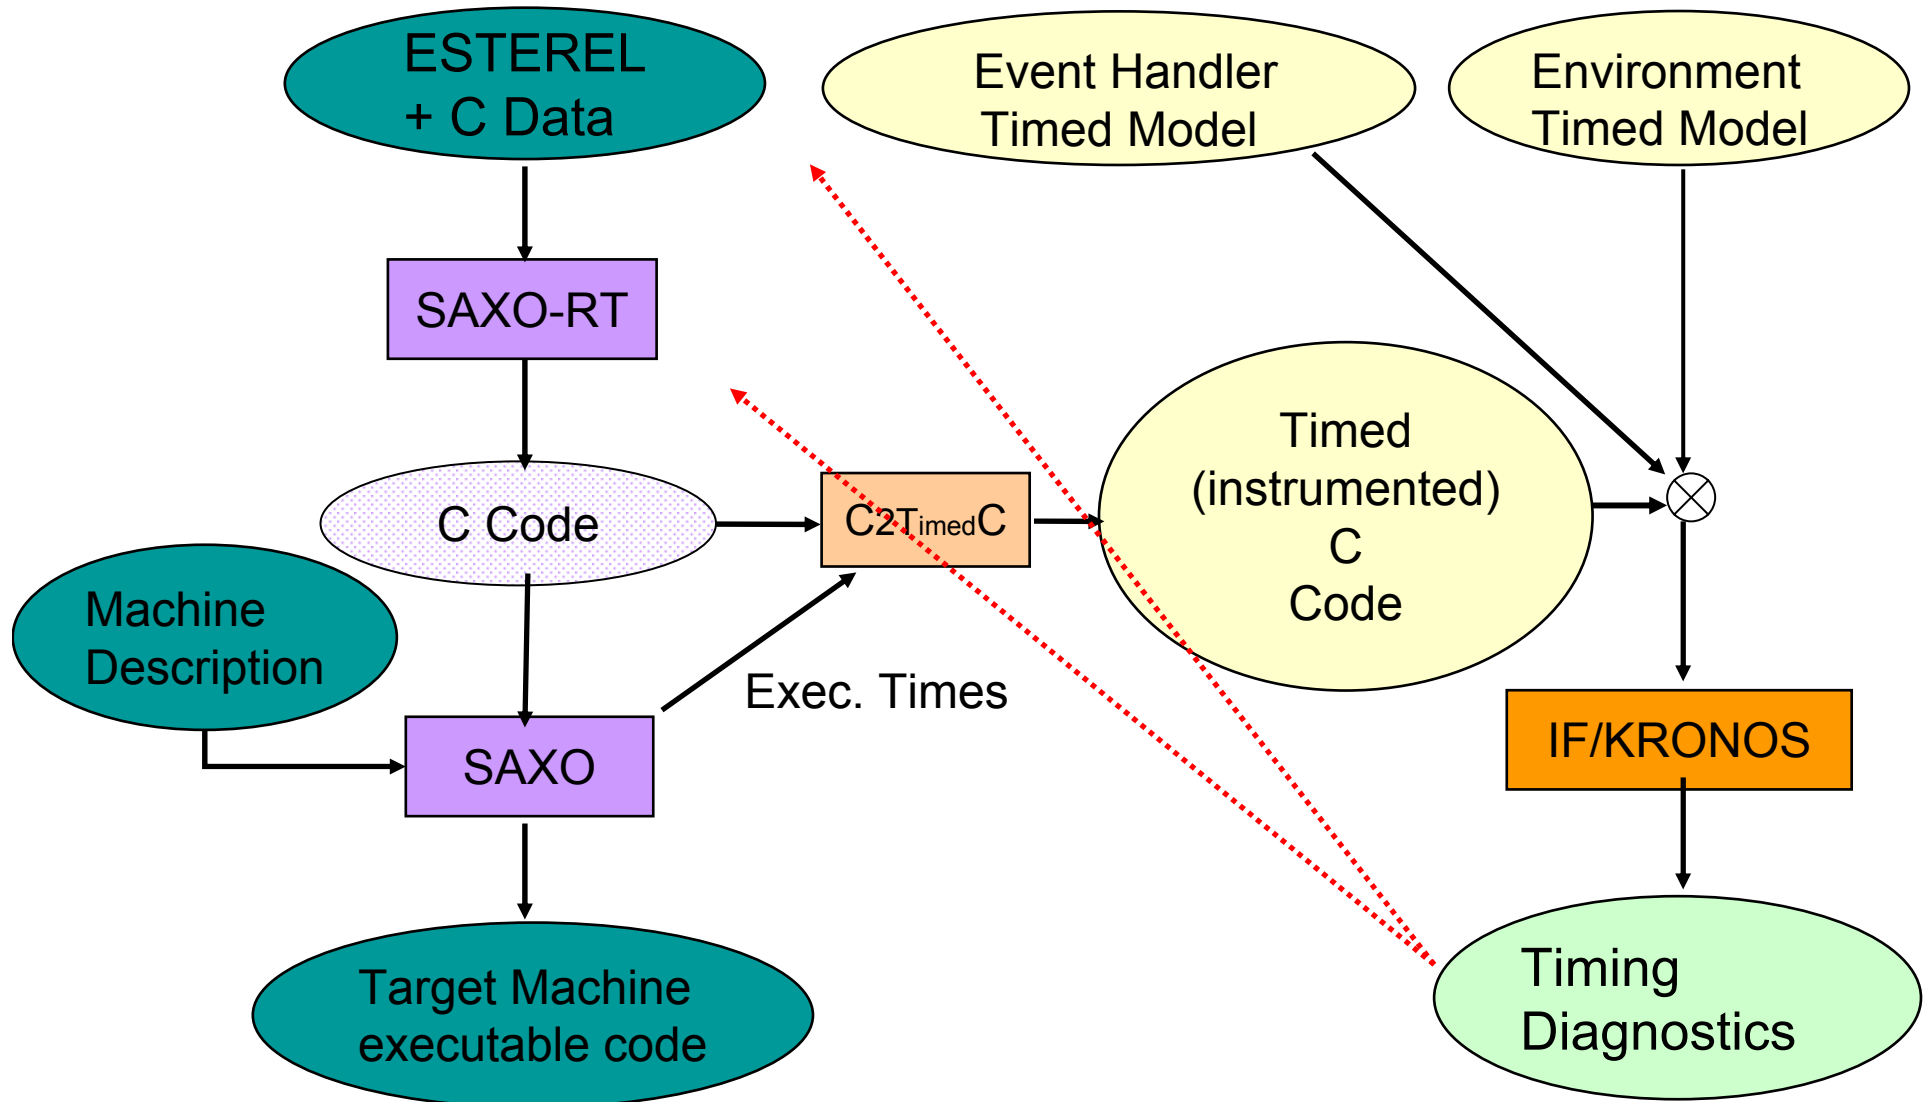 ESTEREL
+ C Data
Event Handler
Timed Model
Environment
Timed Model
SAXO-RT
C Code
C2TimedC
Timed
(instrumented)
C
Code
Machine
Description
Exec. Times
SAXO
IF/KRONOS
Target Machine
executable code
Timing
Diagnostics